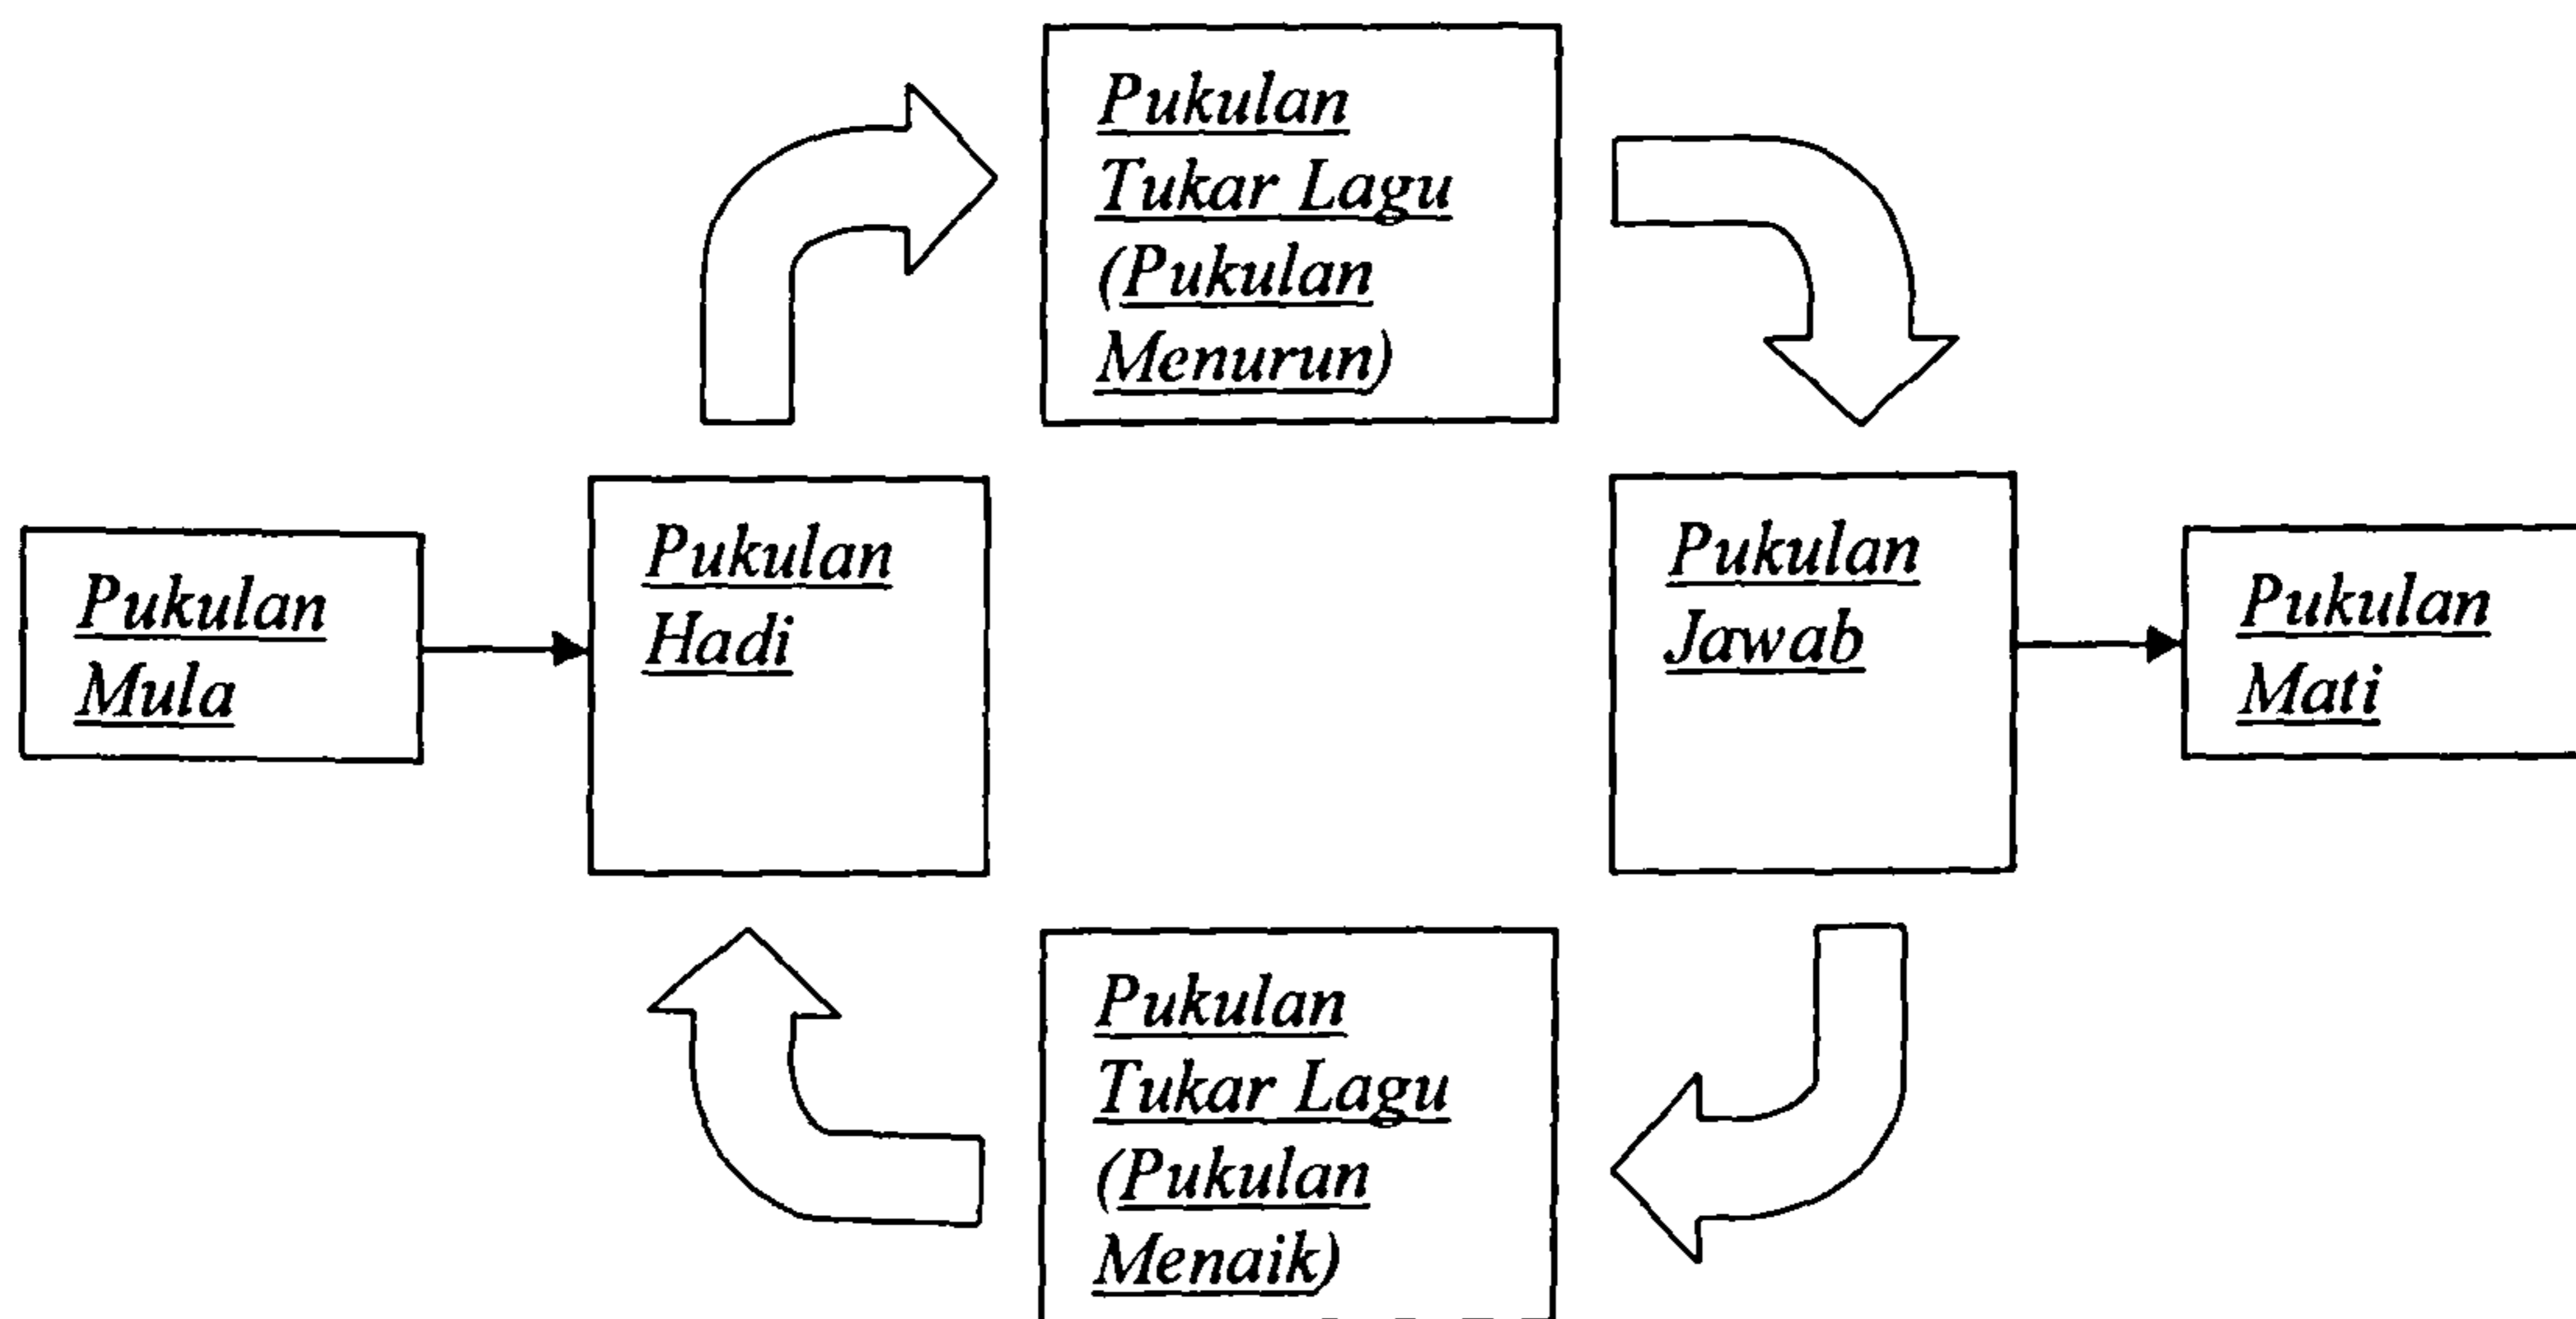 Pukulan
Tukar Lagu
(Pukulan
Menurun)
Pukulan
Mula
Pukulan
Hadi
Pukulan
Jawab
Pukulan
Mati
Pukulan
Tukar Lagu
(Pukulan
Menaik)